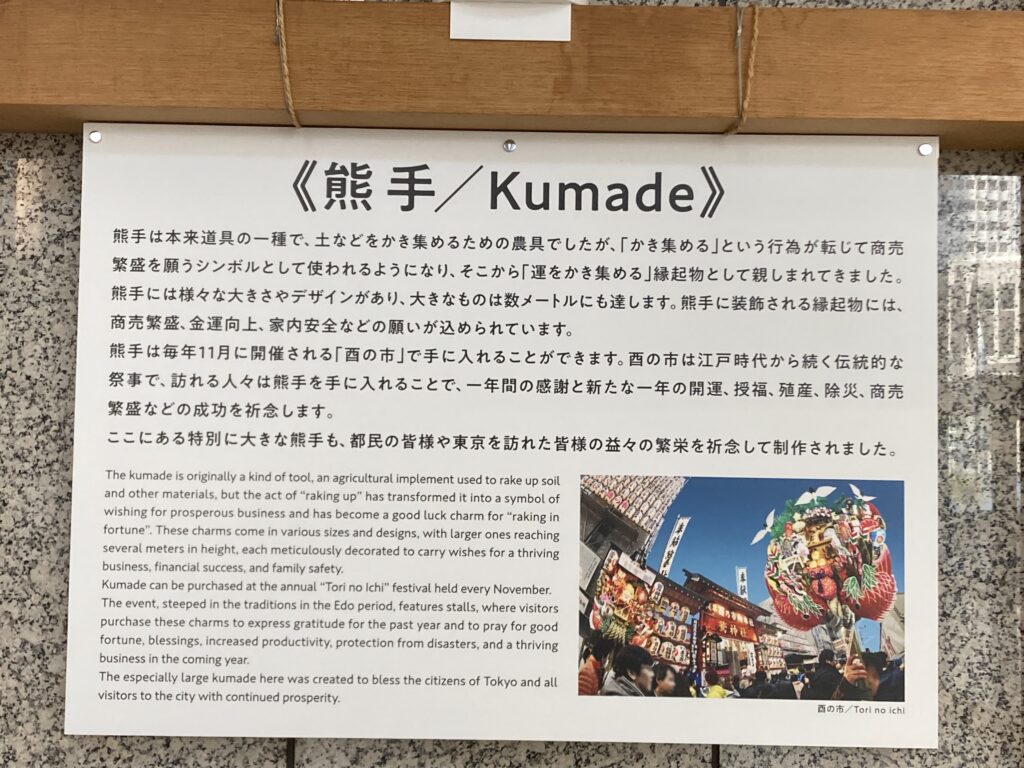 《熊手／Kumade》
熊手は本来道具の一種で、土などをかき集めるための農具でしたが、「かき集める」という行為が転じて商売
繁盛を願うシンボルとして使われるようになり、そこから「運をかき集める」縁起物として親しまれてきました。
熊手には様々な大きさやデザインがあり、大きなものは数メートルにも達します。熊手に装飾される縁起物には、
商売繁盛、金運向上、家内安全などの願いが込められています。
熊手は毎年11月に開催される「酉の市」で手に入れることができます。酉の市は江戸時代から続く伝統的な
祭事で、訪れる人々は熊手を手に入れることで、一年間の感謝と新たな一年の開運、授福、殖産、除災、商売
繁盛などの成功を祈念します。
ここにある特別に大きな熊手も、都民の皆様や東京を訪れた皆様の益々の繁栄を祈念して制作されました。
The kumade is originally a kind of tool, an agricultural implement used to rake up soil
and other materials, but the act of “raking up” has transformed it into a symbol of
wishing for prosperous business and has become a good luck charm for “raking in
fortune”. These charms come in various sizes and designs, with larger ones reaching
several meters in height, each meticulously decorated to carry wishes for a thriving
business, financial success, and family safety.
Kumade can be purchased at the annual “Tori no Ichi” festival held every November.
The event, steeped in the traditions in the Edo period, features stalls, where visitors
purchase these charms to express gratitude for the past year and to pray for good
fortune, blessings, increased productivity, protection from disasters, and a thriving
business in the coming year.
The especially large kumade here was created to bless the citizens of Tokyo and all
visitors to the city with continued prosperity.
酉の市／Tori no ichi